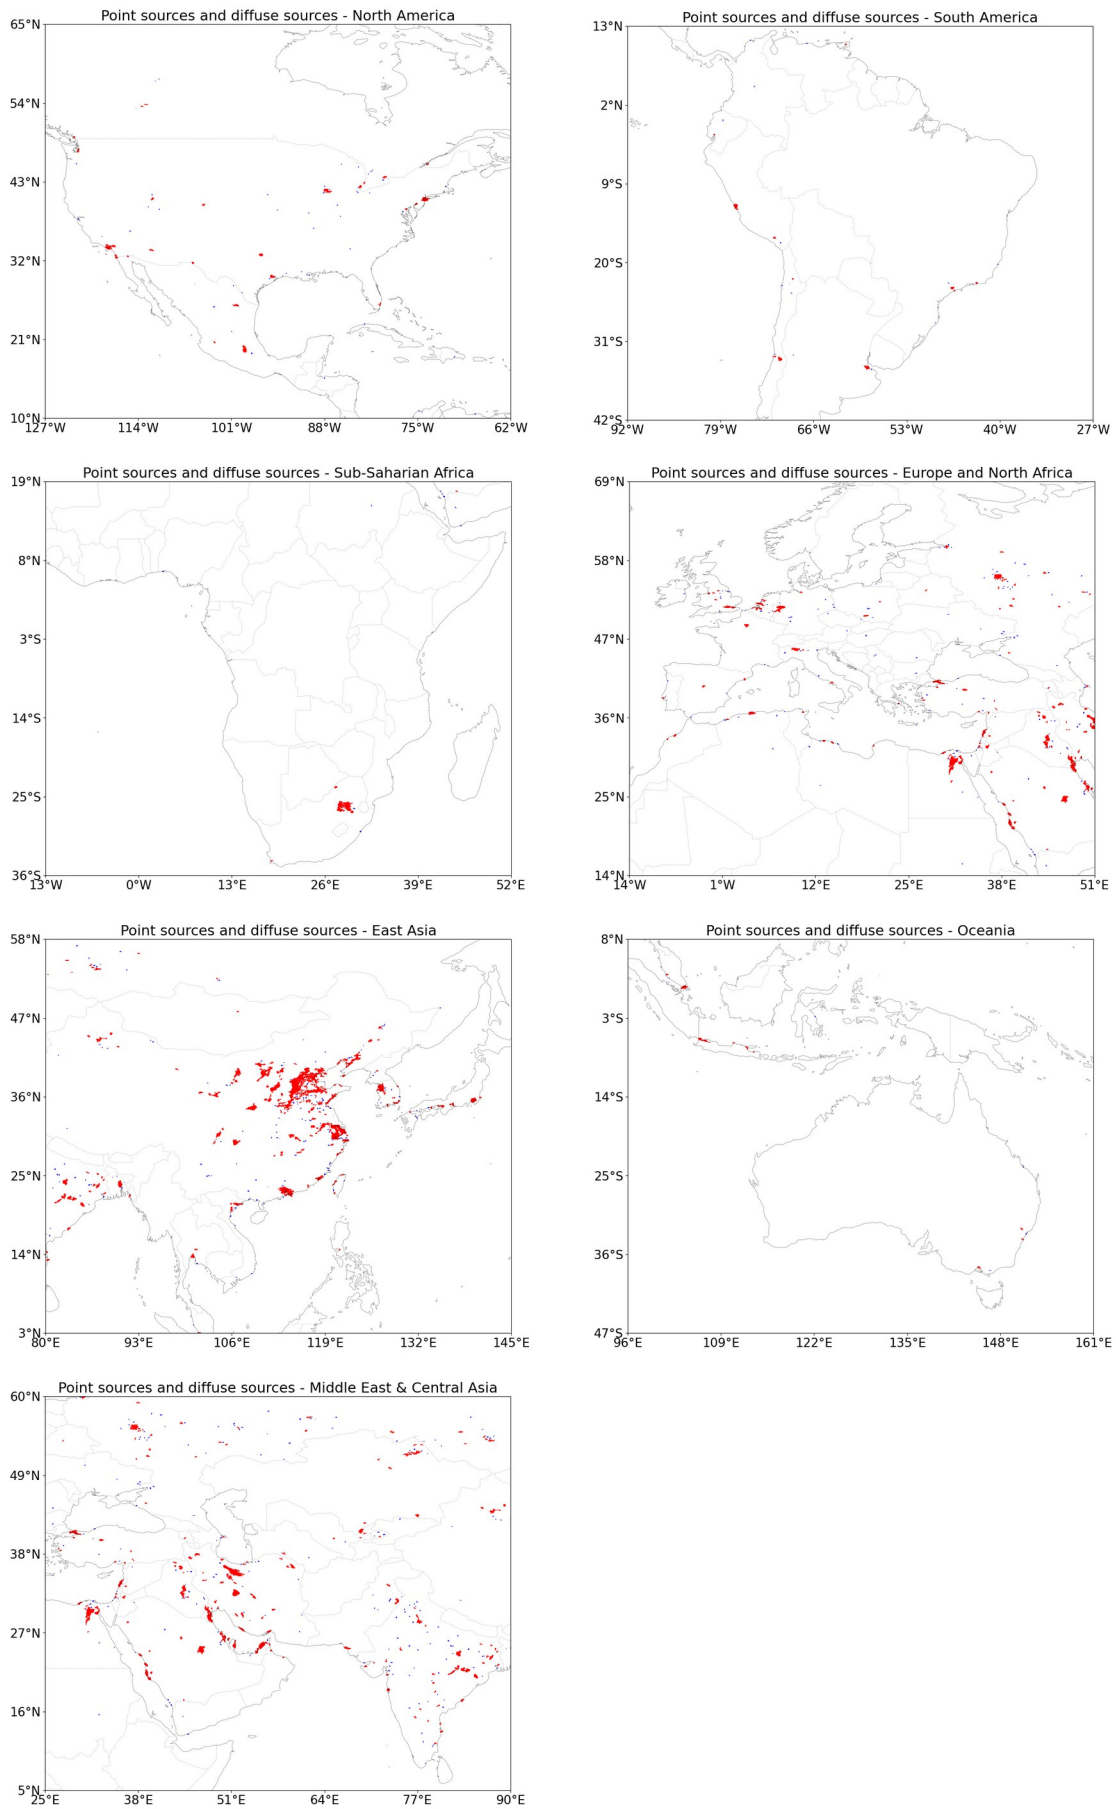 Point sources and diffuse sources - North America
65°N
54°N
43°N
32°N
21°N
10°N
127°W 114°W 101°W 88°W 75°W 62°W
Point sources and diffuse sources - South America
13°N
2°N
9°S
20°S
31°S
42°S
92°W 79°W 66°W 53°W 40°W 27°W
Point sources and diffuse sources - Sub-Saharian Africa
19°N
8°N
3°S
14°S
25°S
36°S
13°W 0°W 13°E 26°E 39°E 52°E
Point sources and diffuse sources - Europe and North Africa
69°N
58°N
47°N
36°N
25°N
14°N
14°W 1°W 12°E 25°E 38°E 51°E
Point sources and diffuse sources - East Asia
58°N
47°N
36°N
25°N
14°N
3°N
80°E 93°E 106°E 119°E 132°E 145°E
Point sources and diffuse sources - Oceania
8°N
3°S
14°S
25°S
36°S
47°S
96°E 109°E 122°E 135°E 148°E 161°E
Point sources and diffuse sources - Middle East & Central Asia
60°N
49°N
38°N
27°N
16°N
5°N
25°E 38°E 51°E 64°E 77°E 90°E